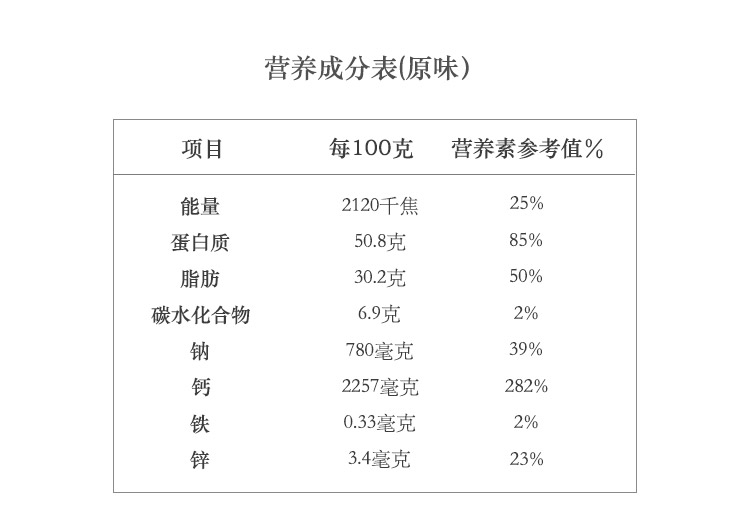 营养成分表(原味)
项目 每100克 营养素参考值%
能量 2120千焦 25%
蛋白质 50.8克 85%
脂肪 30.2克 50%
碳水化合物 6.9克 2%
钠 780毫克 39%
钙 2257毫克 282%
铁 0.33毫克 2%
锌 3.4毫克 23%